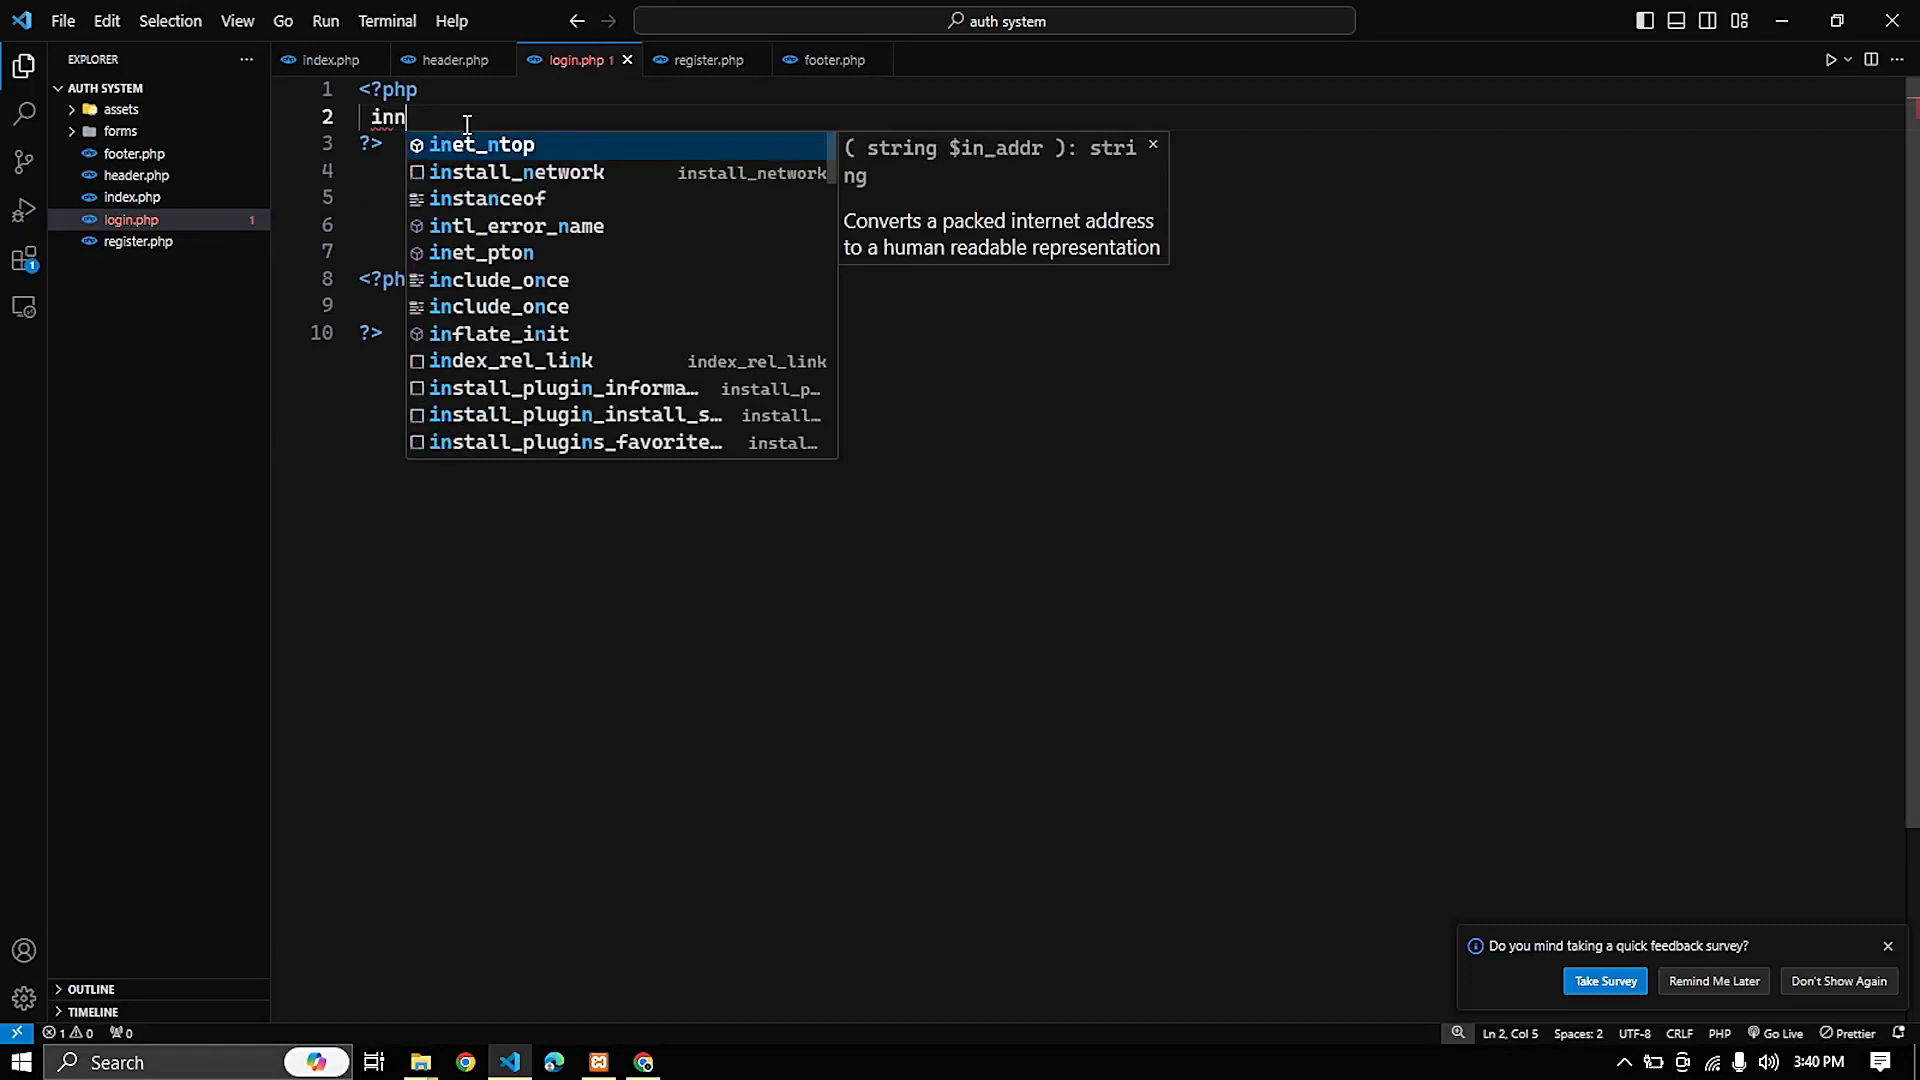 File Edit Selection View Go Run Terminal Help
auth system
EXPLORER
index.php
header.php
login.php 1
register.php
footer.php
AUTH SYSTEM
assets
forms
footer.php
header.php
index.php
login.php 1
register.php
1 <?php
2 inn
3 ?>
4
5
6
7
8 <?ph
9
10 ?>
inet_ntop
install_network install_network
instanceof
intl_error_name
inet_pton
include_once
include_once
inflate_init
index_rel_link index_rel_link
install_plugin_informa… install_p…
install_plugin_install_s… install…
install_plugins_favorite… instal…
( string $in_addr ): stri
ng
Converts a packed internet address
to a human readable representation
1
Do you mind taking a quick feedback survey?
Take Survey
Remind Me Later
Don't Show Again
OUTLINE
TIMELINE
1 0 0
Ln 2, Col 5 Spaces: 2 UTF-8 CRLF PHP Go Live Prettier
Search
3:40 PM